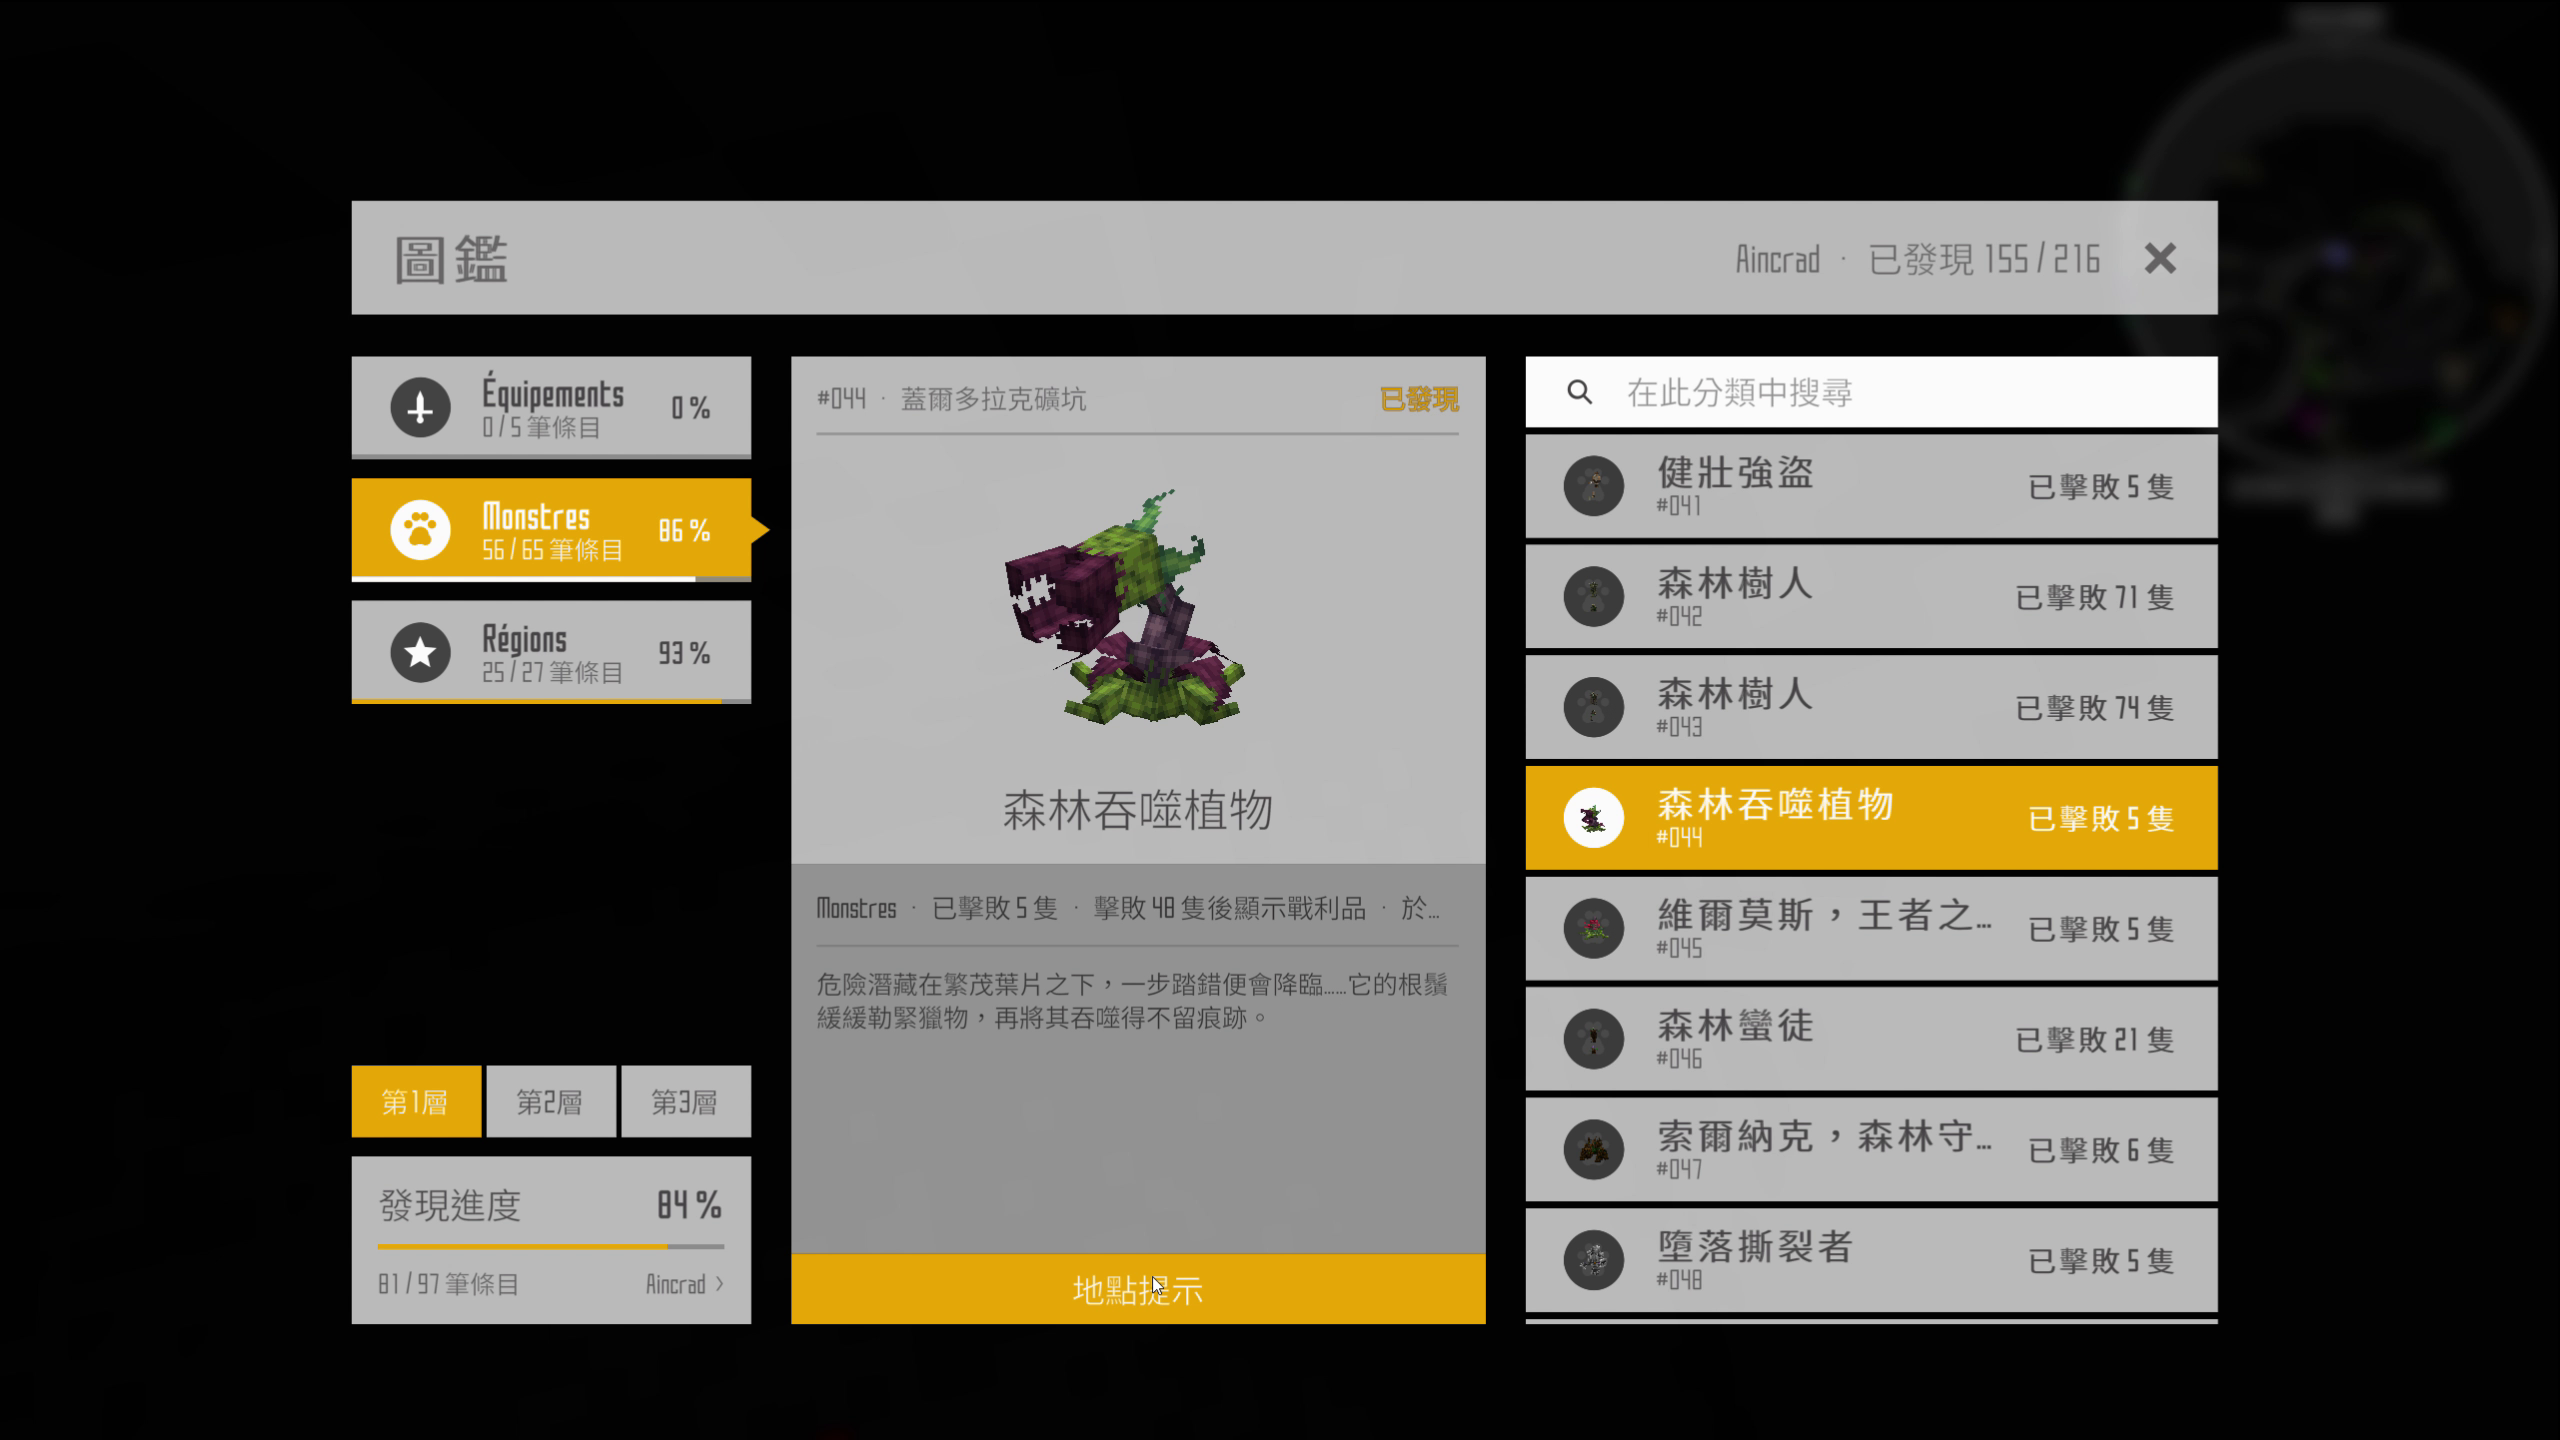 圖鑑
Aincrad · 已發現 155 / 216
Équipements
0 / 5 筆條目
0 %
Monstres
56 / 65 筆條目
86 %
Régions
25 / 27 筆條目
93 %
第1層
第2層
第3層
發現進度
84 %
81 / 97 筆條目
Aincrad >
#044 · 蓋爾多拉克礦坑
已發現
森林吞噬植物
Monstres · 已擊敗 5 隻 · 擊敗 48 隻後顯示戰利品 · 於...
危險潛藏在繁茂葉片之下，一步踏錯便會降臨......它的根鬚
緩緩勒緊獵物，再將其吞噬得不留痕跡。
地點提示
在此分類中搜尋
健壯強盜
#041
已擊敗 5 隻
森林樹人
#042
已擊敗 71 隻
森林樹人
#043
已擊敗 74 隻
森林吞噬植物
#044
已擊敗 5 隻
維爾莫斯，王者之...
#045
已擊敗 5 隻
森林蠻徒
#046
已擊敗 21 隻
索爾納克，森林守...
#047
已擊敗 6 隻
墮落撕裂者
#048
已擊敗 5 隻